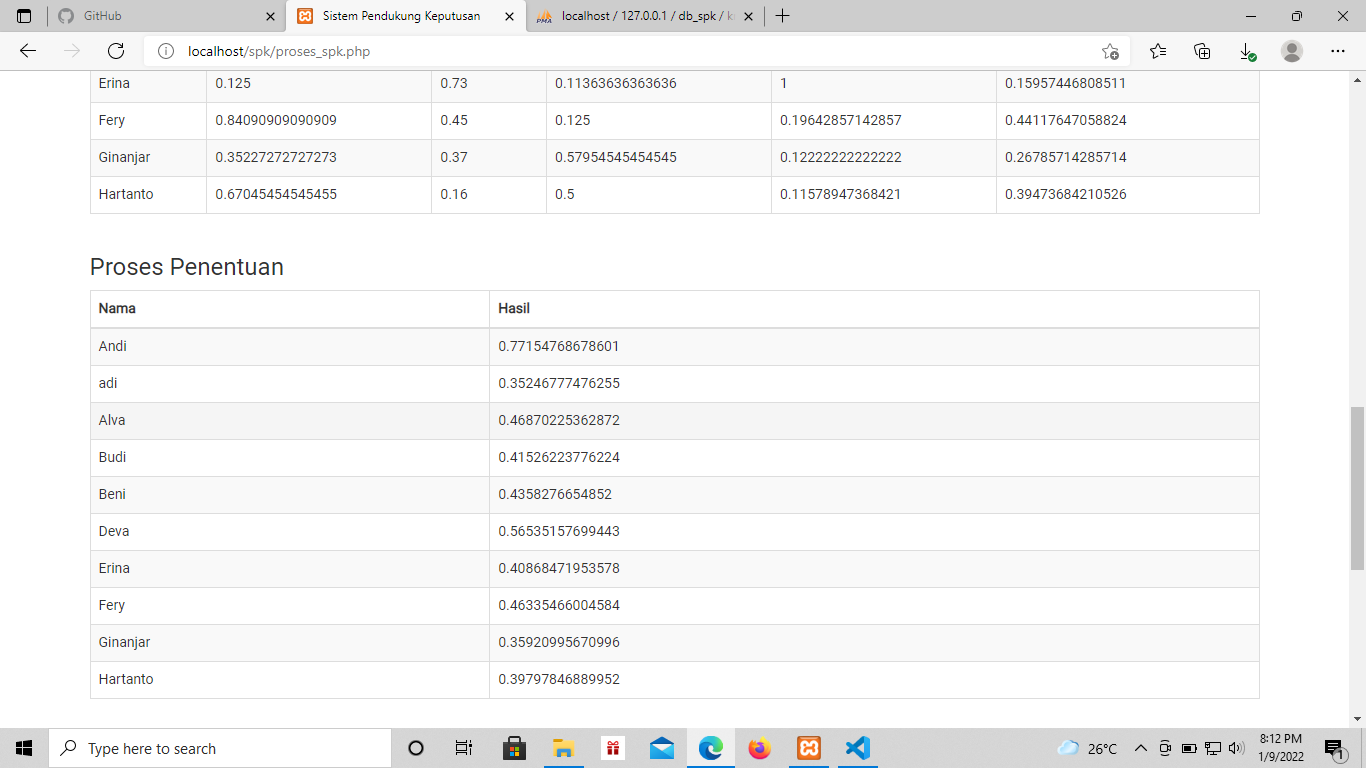 GitHub
Sistem Pendukung Keputusan
localhost / 127.0.0.1 / db_spk /
localhost/spk/proses_spk.php
Erina 0.125 0.73 0.11363636363636 1 0.15957446808511
Fery 0.84090909090909 0.45 0.125 0.19642857142857 0.44117647058824
Ginanjar 0.35227272727273 0.37 0.57954545454545 0.12222222222222 0.26785714285714
Hartanto 0.67045454545455 0.16 0.5 0.11578947368421 0.39473684210526
Proses Penentuan
Nama Hasil
Andi 0.77154768678601
adi 0.35246777476255
Alva 0.46870225362872
Budi 0.41526223776224
Beni 0.4358276654852
Deva 0.56535157699443
Erina 0.40868471953578
Fery 0.46335466004584
Ginanjar 0.35920995670996
Hartanto 0.39797846889952
Type here to search
26°C
8:12 PM
1/9/2022
1